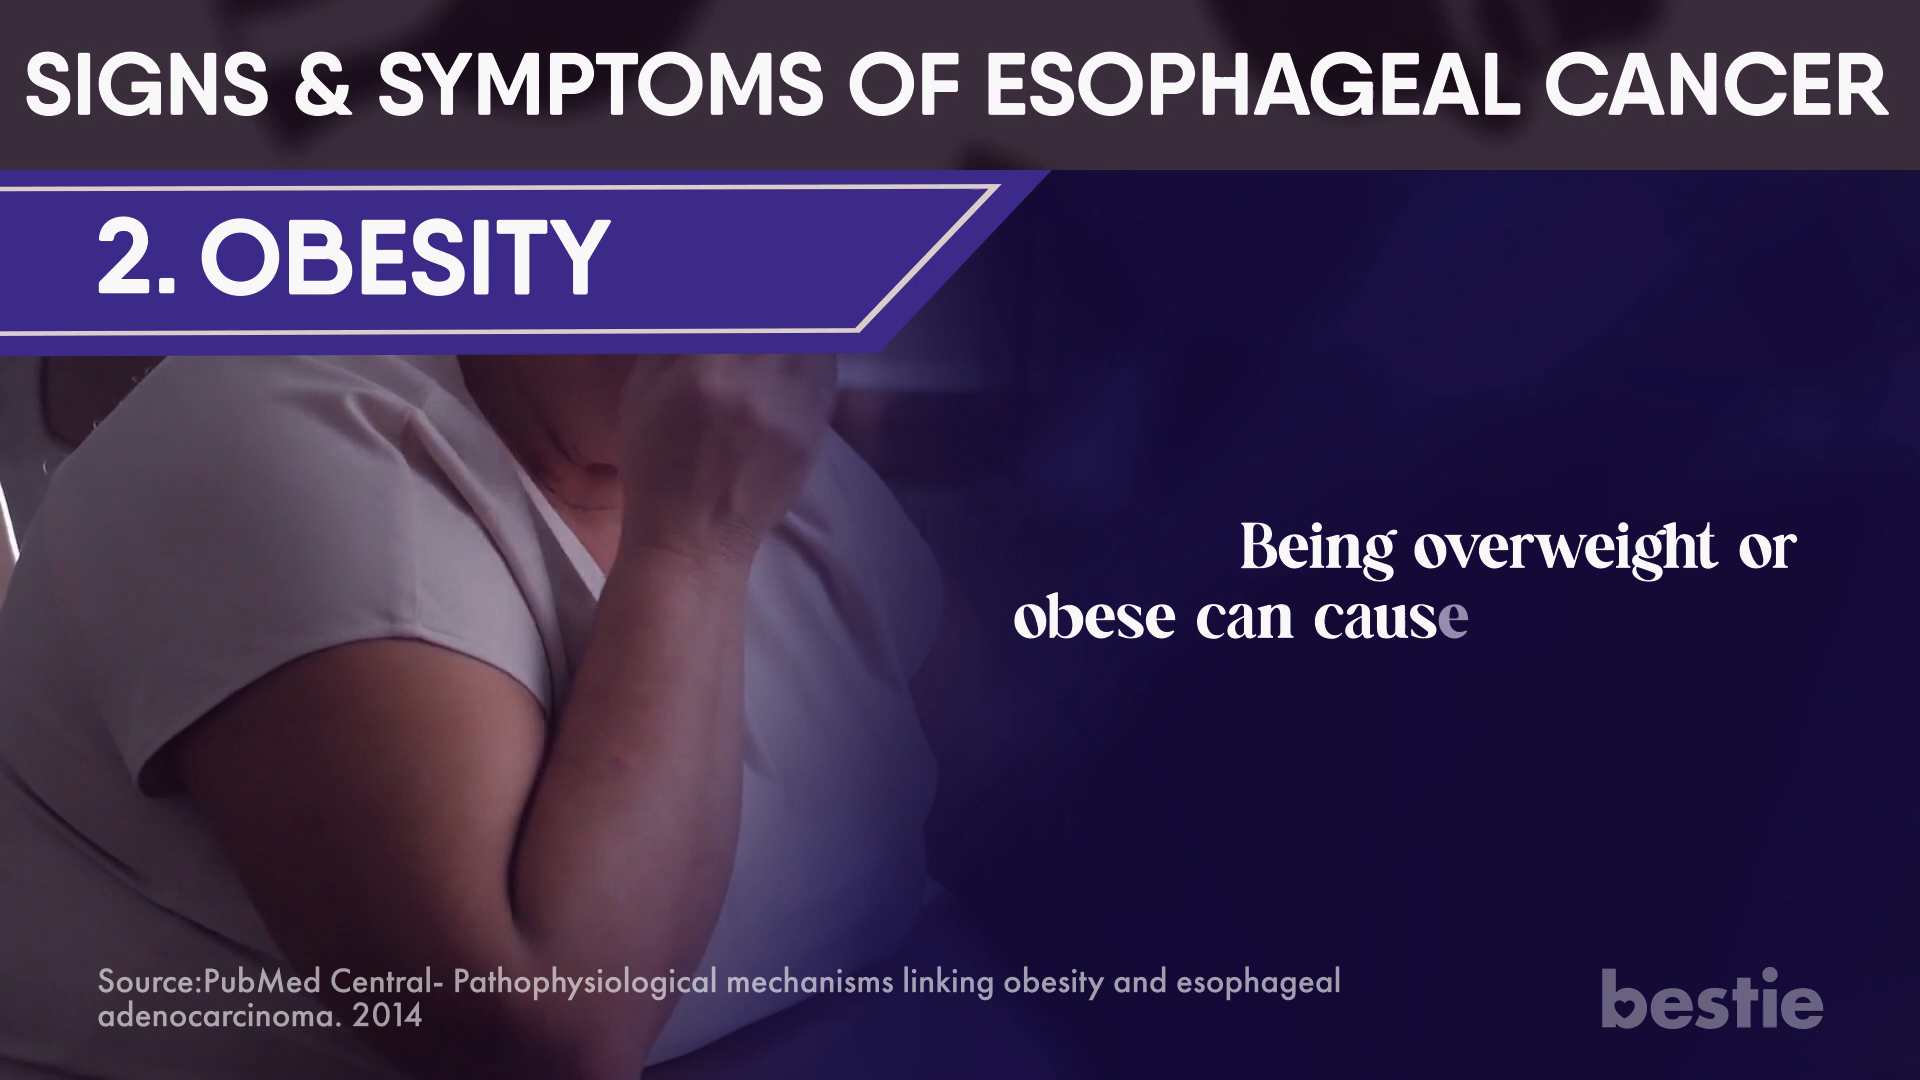 SIGNS & SYMPTOMS OF ESOPHAGEAL CANCER
2. OBESITY
Being overweight or
obese can cause
Source:PubMed Central- Pathophysiological mechanisms linking obesity and esophageal
adenocarcinoma. 2014
bestie